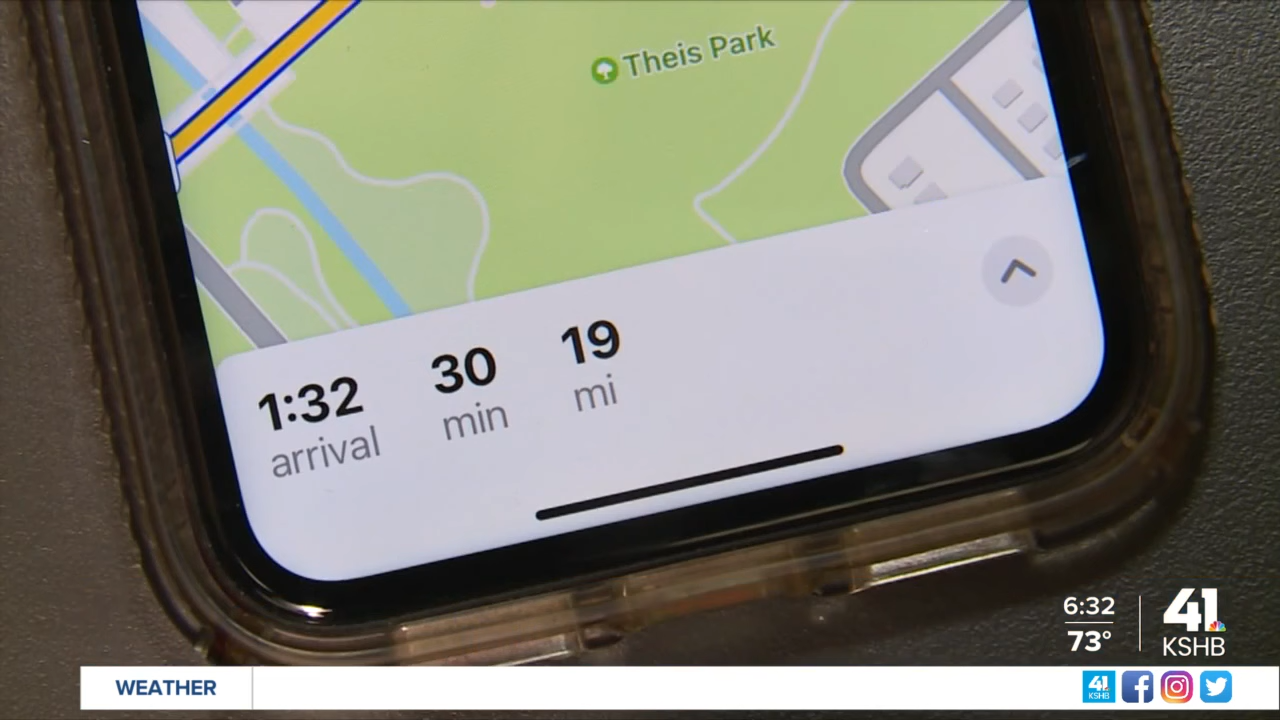 Theis Park
1:32 30 19
arrival min mi
6:32
73°
41
KSHB
WEATHER
41
KSHB